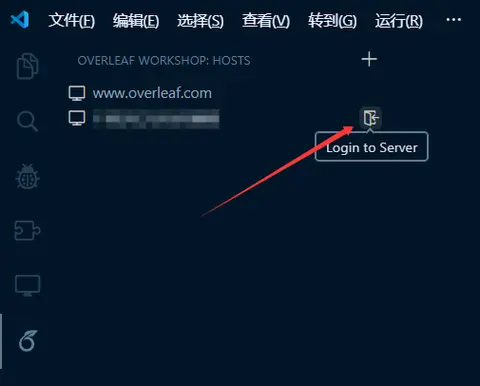 文件(F) 编辑(E) 选择(S) 查看(V) 转到(G) 运行(R) ···
OVERLEAF WORKSHOP: HOSTS
www.overleaf.com
Login to Server